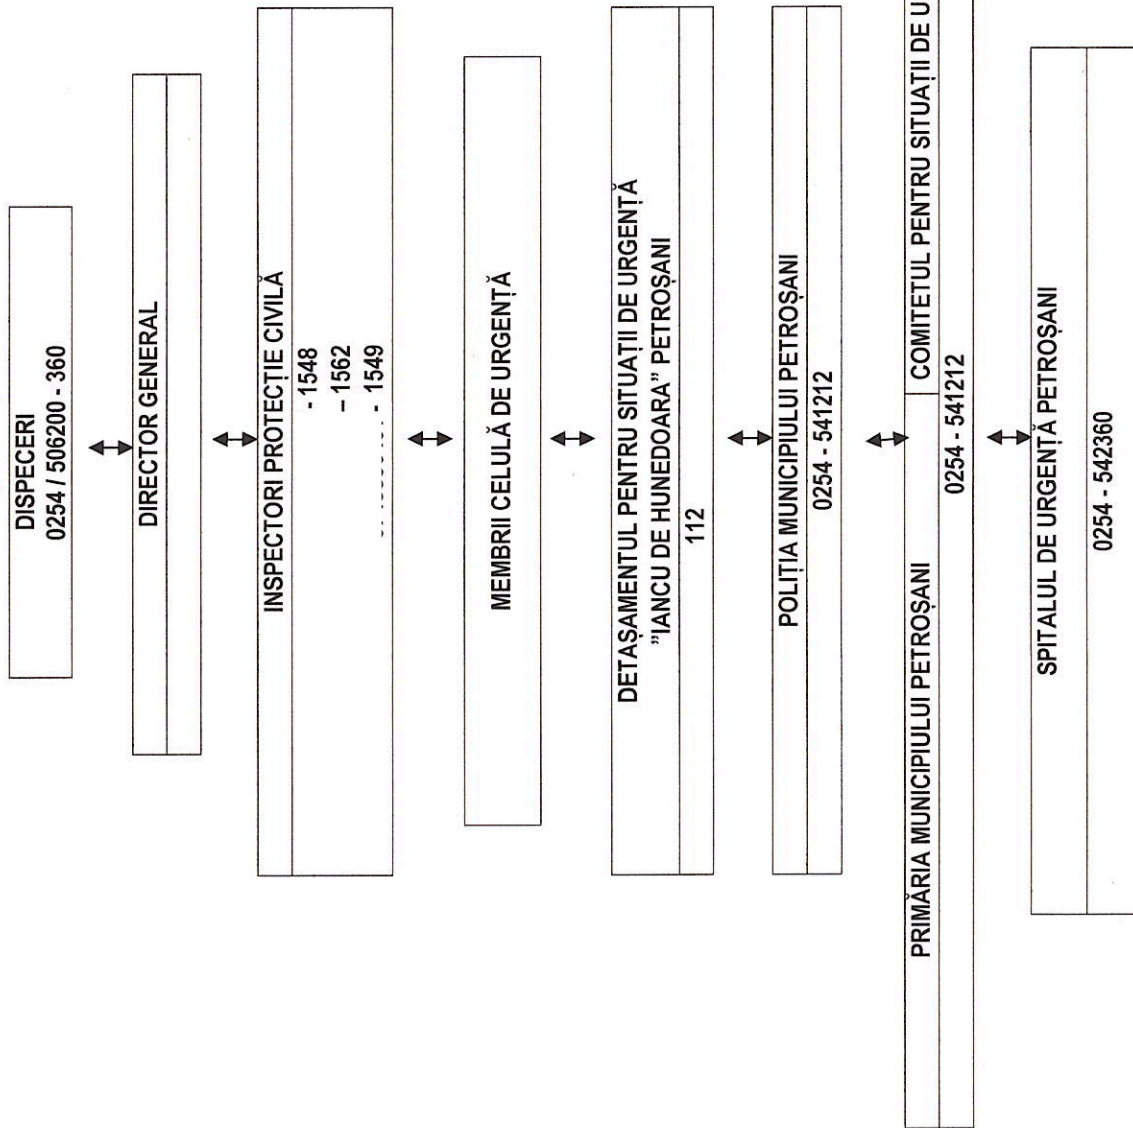 DISPECERI
0254 / 506200 - 360
DIRECTOR GENERAL
INSPECTORI PROTECȚIE CIVILĂ
- 1548
– 1562
- 1549
MEMBRII CELULĂ DE URGENȚĂ
DETAȘAMENTUL PENTRU SITUAȚII DE URGENȚĂ
”IANCU DE HUNEDOARA” PETROȘANI
112
POLIȚIA MUNICIPIULUI PETROȘANI
0254 - 541212
PRIMĂRIA MUNICIPIULUI PETROȘANI
COMITETUL PENTRU SITUAȚII DE U
0254 - 541212
SPITALUL DE URGENȚĂ PETROȘANI
0254 - 542360